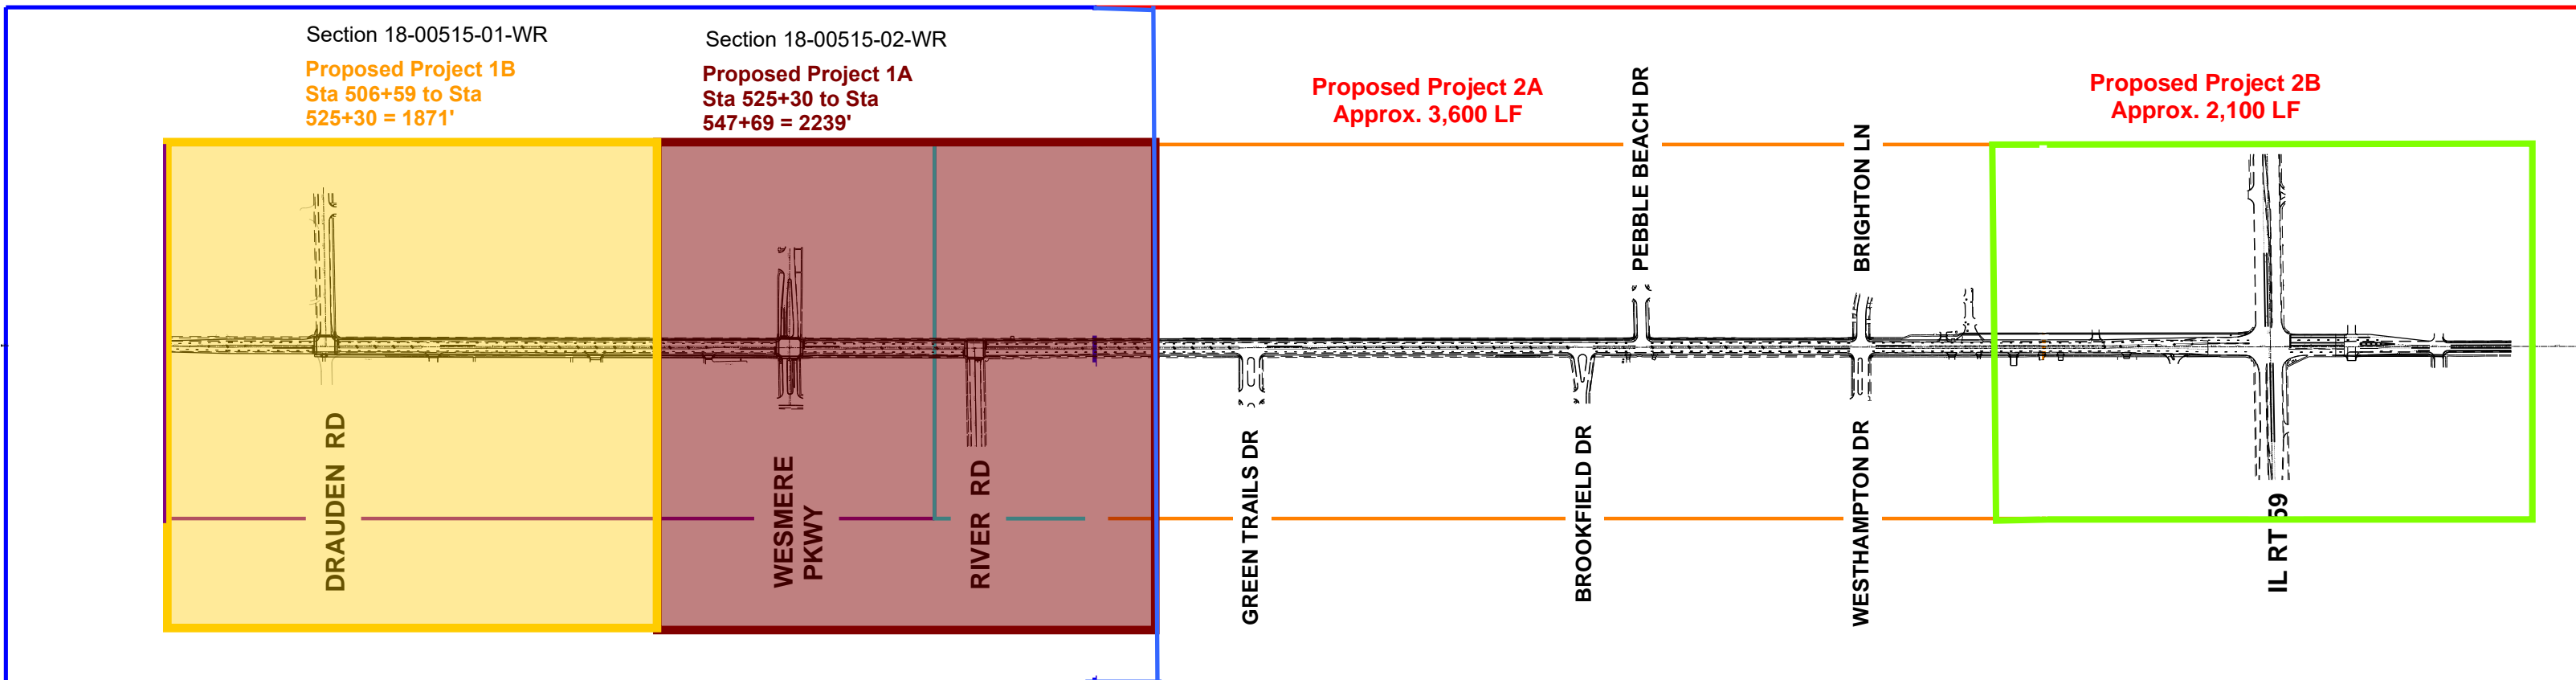 Section 18-00515-01-WR
Proposed Project 1B
Sta 506+59 to Sta
525+30 = 1871'
Section 18-00515-02-WR
Proposed Project 1A
Sta 525+30 to Sta
547+69 = 2239'
Proposed Project 2A
Approx. 3,600 LF
Proposed Project 2B
Approx. 2,100 LF
DRAUDEN RD
WESMERE
PKWY
RIVER RD
GREEN TRAILS DR
BROOKFIELD DR
PEBBLE BEACH DR
BRIGHTON LN
WESTHAMPTON DR
IL RT 59